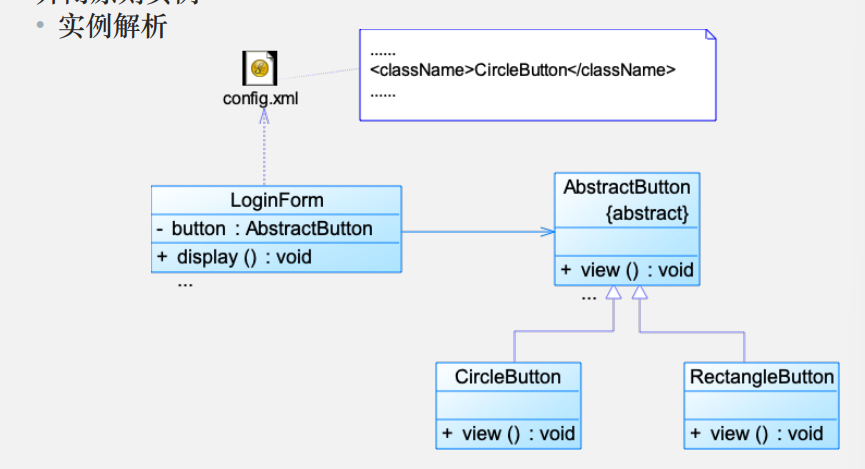 • 实例解析
......
<className>CircleButton</className>
......
config.xml
LoginForm
- button : AbstractButton
+ display () : void
...
AbstractButton
{abstract}
+ view () : void
...
CircleButton
+ view () : void
RectangleButton
+ view () : void